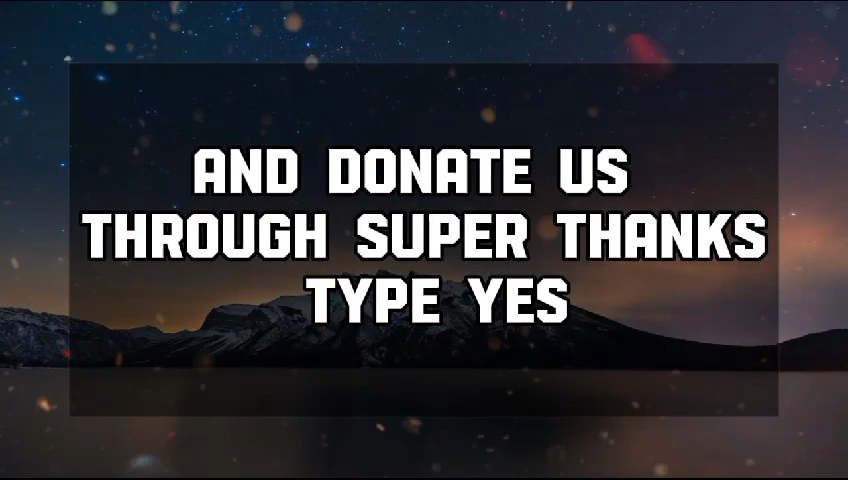 AND DONATE US
THROUGH SUPER THANKS
TYPE YES